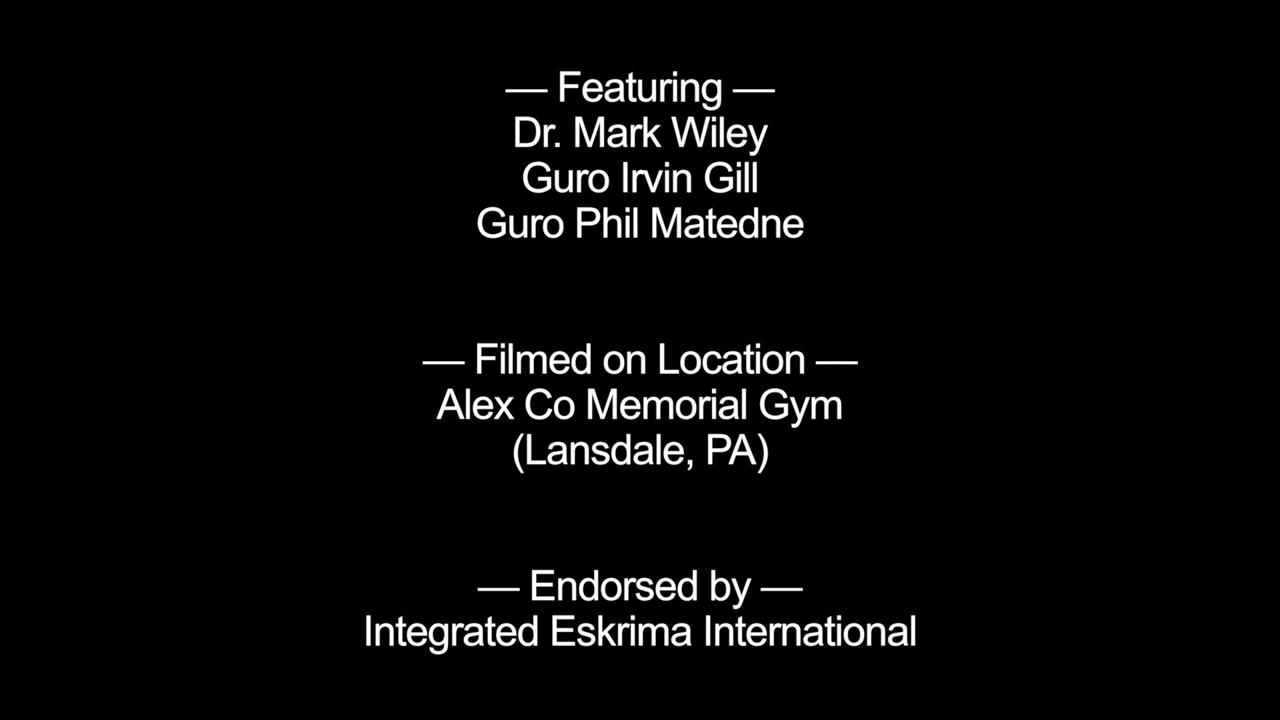 — Featuring —
Dr. Mark Wiley
Guro Irvin Gill
Guro Phil Matedne
— Filmed on Location —
Alex Co Memorial Gym
(Lansdale, PA)
— Endorsed by —
Integrated Eskrima International